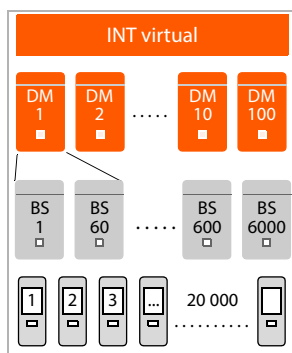 INT virtual
DM DM DM DM
1 2 ..... 10 100
BS BS BS BS
1 60 ...... 600 6000
1 2 3 ... 20 000
..........